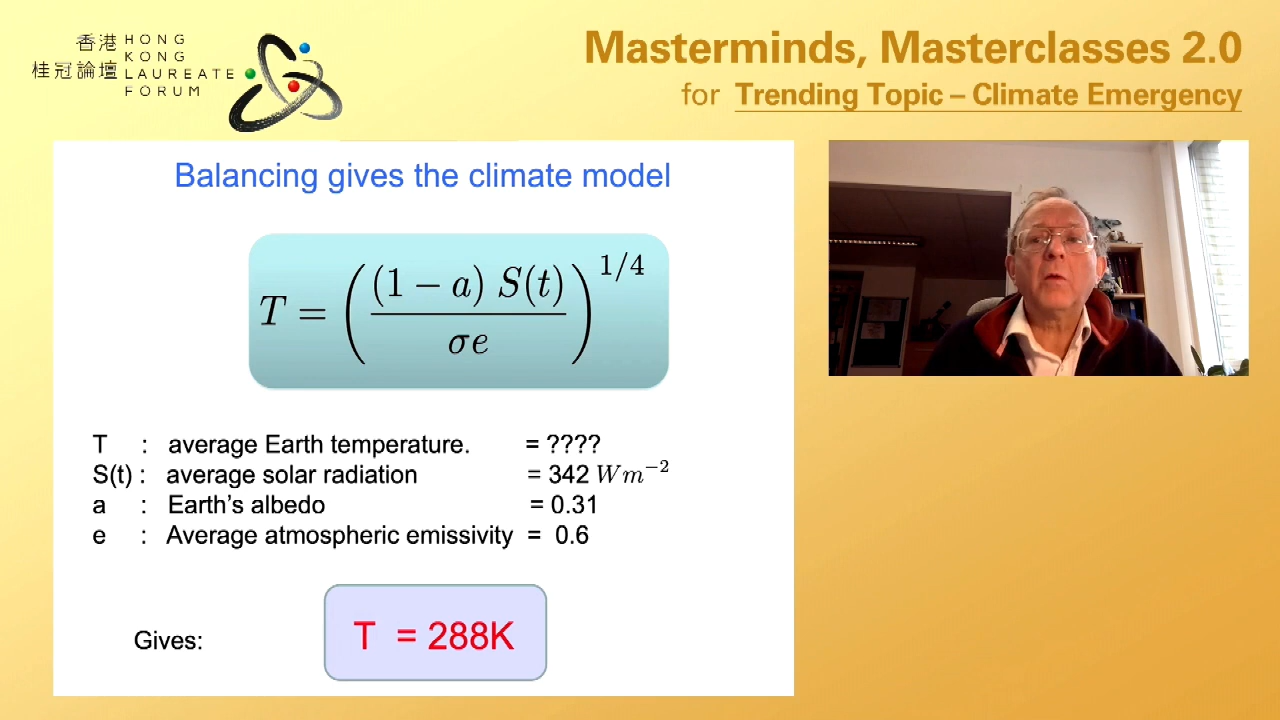 香港 HONG
KONG
桂冠論壇 LAUREATE
FORUM
Masterminds, Masterclasses 2.0
for Trending Topic – Climate Emergency
Balancing gives the climate model
T = ( (1 − a) S(t) / σe )^{1/4}
T : average Earth temperature. = ????
S(t) : average solar radiation = 342 Wm^{−2}
a : Earth's albedo = 0.31
e : Average atmospheric emissivity = 0.6
Gives: T = 288K